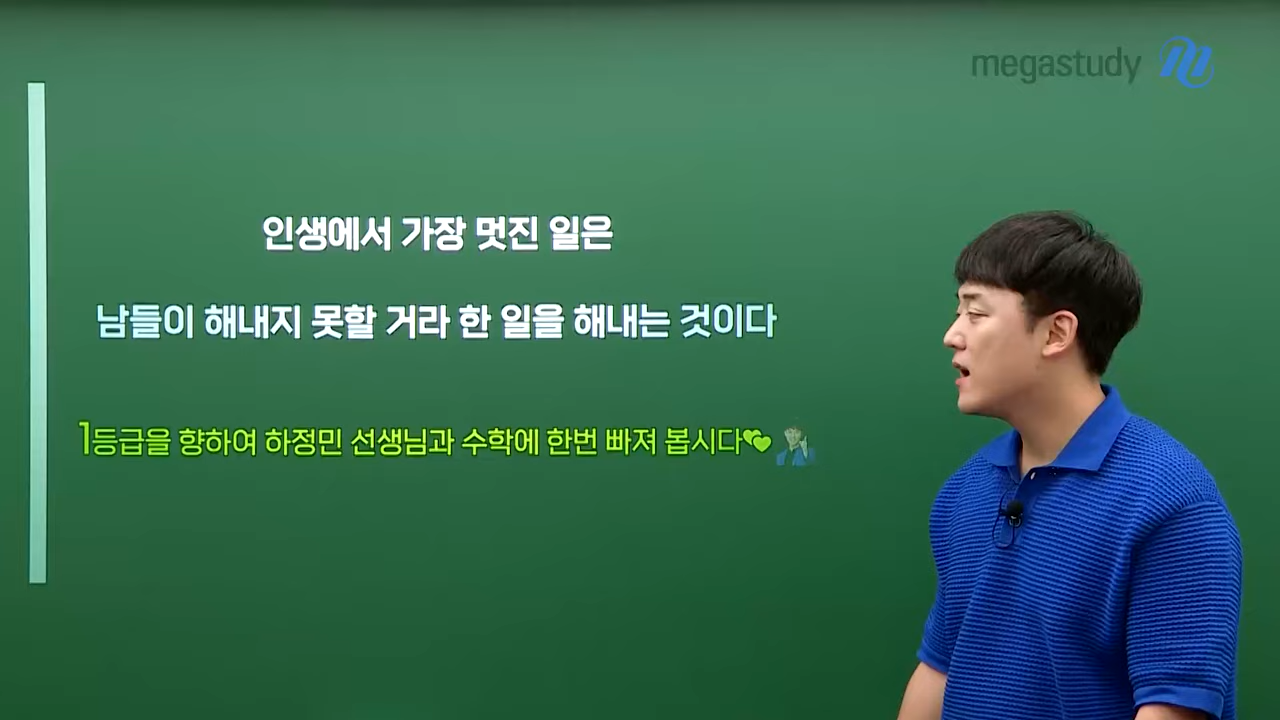 megastudy
인생에서 가장 멋진 일은
남들이 해내지 못할 거라 한 일을 해내는 것이다
1등급을 향하여 하정민 선생님과 수학에 한번 빠져 봅시다